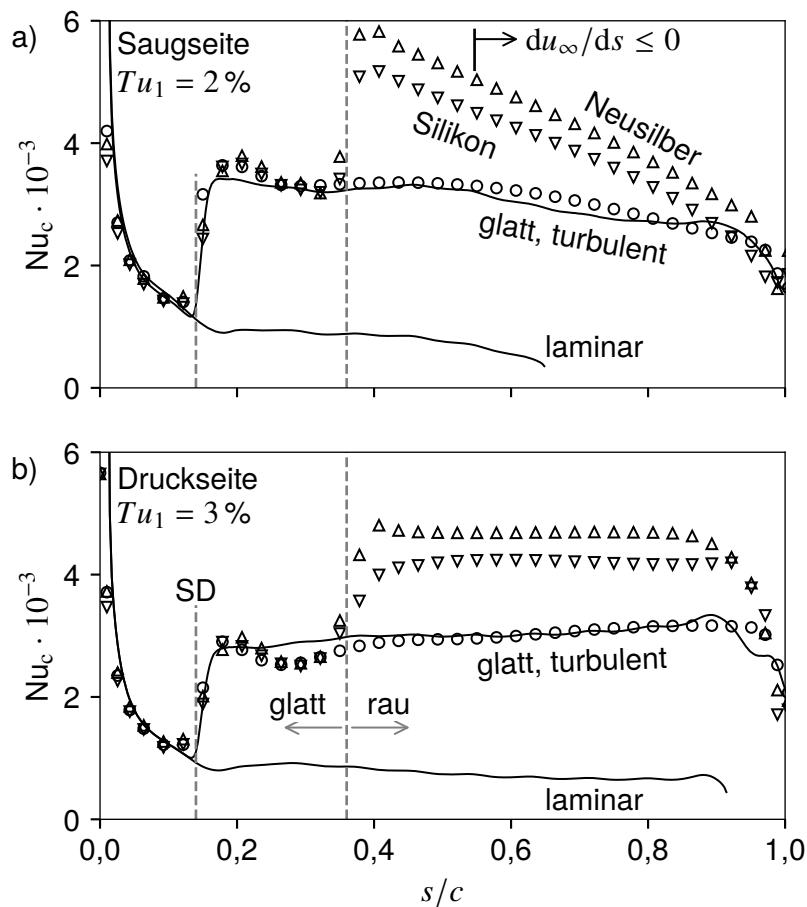 a)
6
Saugseite
Tu₁ = 2 %
du∞/ds ≤ 0
Neusilber
Silikon
4
glatt, turbulent
2
laminar
0
Nu_c · 10⁻³
b)
6
Druckseite
Tu₁ = 3 %
4
SD
glatt, turbulent
glatt
rau
2
laminar
0
Nu_c · 10⁻³
0,0 0,2 0,4 0,6 0,8 1,0
s/c